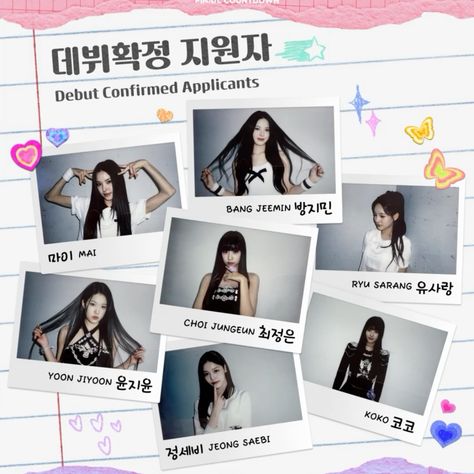 데뷔확정 지원자
Debut Confirmed Applicants
BANG JEEMIN 방지민
마이 MAI
RYU SARANG 유사랑
CHOI JUNGEUN 최정은
YOON JIYOON 윤지윤
KOKO 코코
정세비 JEONG SAEBI